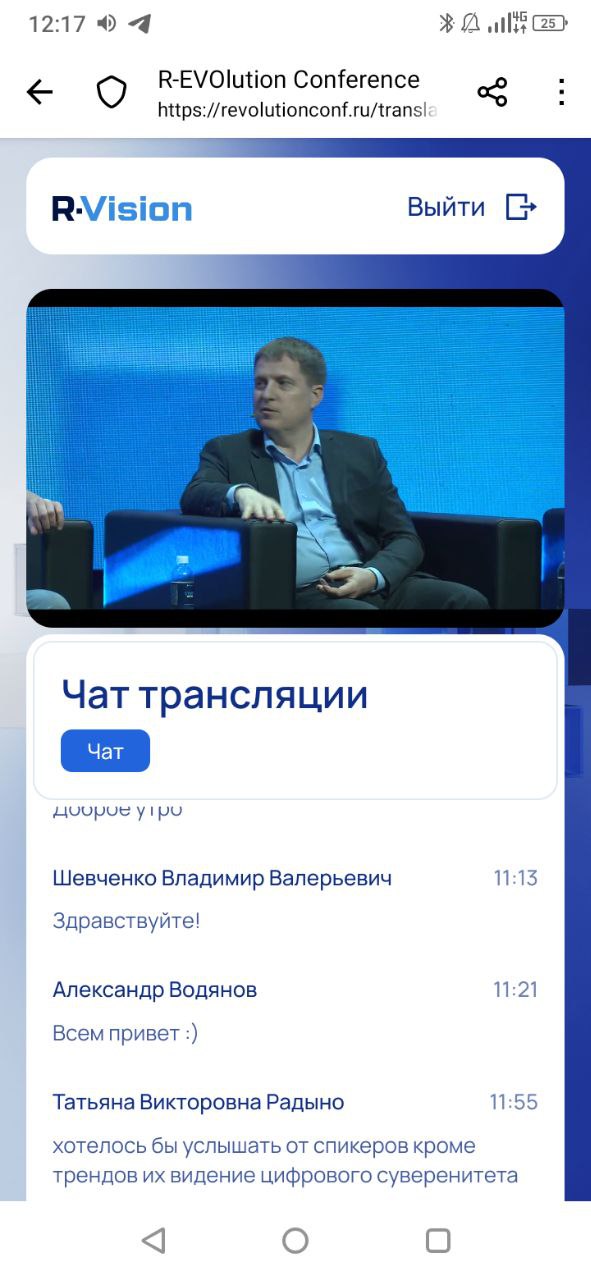 12:17
4G
25
R-EVOlution Conference
https://revolutionconf.ru/transla
R·Vision
Выйти
Чат трансляции
Чат
Доброе утро
Шевченко Владимир Валерьевич 11:13
Здравствуйте!
Александр Водянов 11:21
Всем привет :)
Татьяна Викторовна Радыно 11:55
хотелось бы услышать от спикеров кроме
трендов их видение цифрового суверенитета